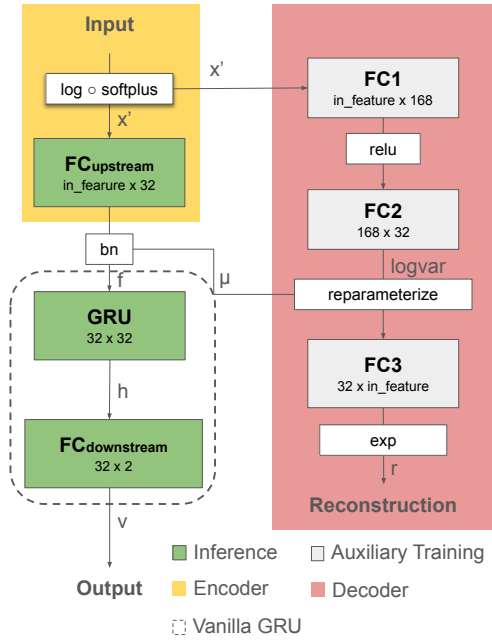 Input
log ○ softplus
x'
x'
FCupstream
in_fearure x 32
bn
f
μ
GRU
32 x 32
h
FCdownstream
32 x 2
v
Output
FC1
in_feature x 168
relu
FC2
168 x 32
logvar
reparameterize
FC3
32 x in_feature
exp
r
Reconstruction
Inference
Auxiliary Training
Encoder
Decoder
Vanilla GRU